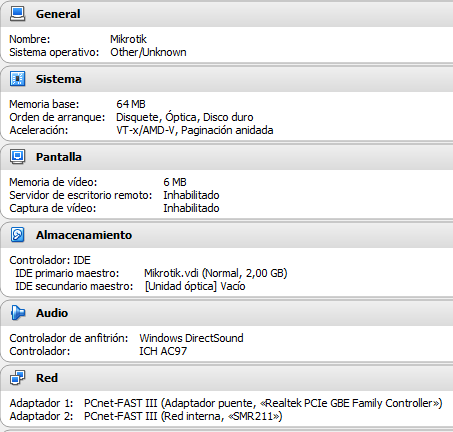 General
Nombre: Mikrotik
Sistema operativo: Other/Unknown
Sistema
Memoria base: 64 MB
Orden de arranque: Disquete, Óptica, Disco duro
Aceleración: VT-x/AMD-V, Paginación anidada
Pantalla
Memoria de vídeo: 6 MB
Servidor de escritorio remoto: Inhabilitado
Captura de vídeo: Inhabilitado
Almacenamiento
Controlador: IDE
IDE primario maestro: Mikrotik.vdi (Normal, 2,00 GB)
IDE secundario maestro: [Unidad óptica] Vacío
Audio
Controlador de anfitrión: Windows DirectSound
Controlador: ICH AC97
Red
Adaptador 1: PCnet-FAST III (Adaptador puente, «Realtek PCIe GBE Family Controller»)
Adaptador 2: PCnet-FAST III (Red interna, «SMR211»)